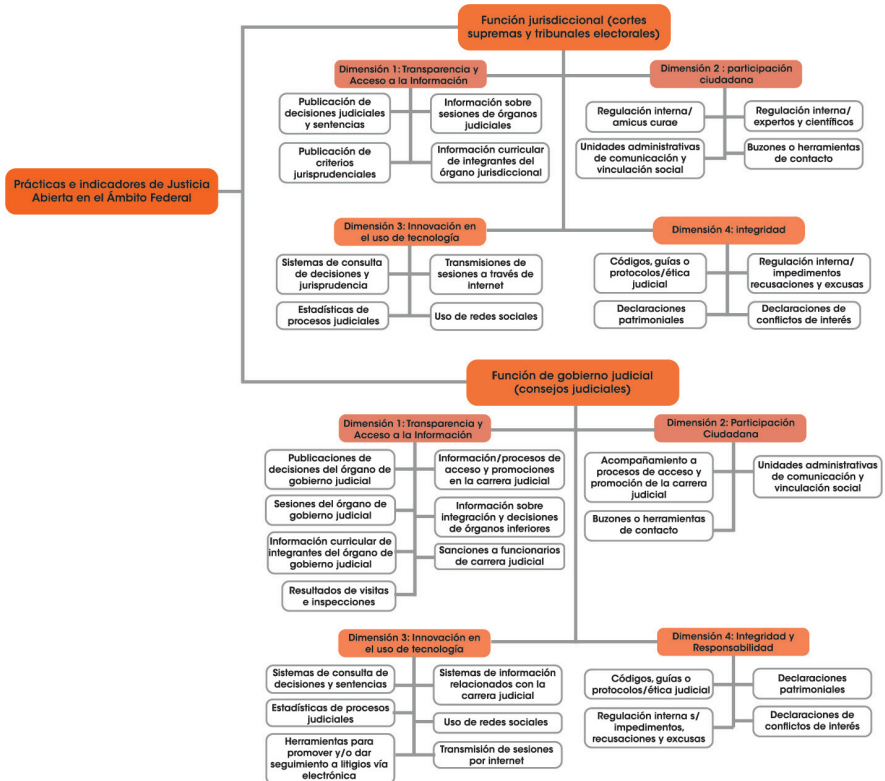 Función jurisdiccional (cortes
supremas y tribunales electorales)
Dimensión 1: Transparencia y
Acceso a la Información
Publicación de
decisiones judiciales
y sentencias
Información sobre
sesiones de órganos
judiciales
Publicación de
criterios
jurisprudenciales
Información curricular
de integrantes del
órgano jurisdiccional
Dimensión 2 : participación
ciudadana
Regulación interna/
amicus curae
Regulación interna/
expertos y científicos
Unidades administrativas
de comunicación y
vinculación social
Buzones o herramientas
de contacto
Prácticas e indicadores de Justicia
Abierta en el Ámbito Federal
Dimensión 3: Innovación en
el uso de tecnología
Sistemas de consulta
de decisiones y
jurisprudencia
Transmisiones de
sesiones a través de
internet
Estadísticas de
procesos judiciales
Uso de redes sociales
Dimensión 4: integridad
Códigos, guías o
protocolos/ética
judicial
Regulación interna/
impedimentos
recusaciones y excusas
Declaraciones
patrimoniales
Declaraciones de
conflictos de interés
Función de gobierno judicial
(consejos judiciales)
Dimensión 1: Transparencia y
Acceso a la Información
Publicaciones de
decisiones del órgano de
gobierno judicial
Información/procesos de
acceso y promociones
en la carrera judicial
Sesiones del órgano de
gobierno judicial
Información sobre
integración y decisiones
de órganos inferiores
Información curricular de
integrantes del órgano de
gobierno judicial
Sanciones a funcionarios
de carrera judicial
Resultados de visitas
e inspecciones
Dimensión 2: Participación
Ciudadana
Acompañamiento a
procesos de acceso y
promoción de la carrera
judicial
Unidades administrativas
de comunicación y
vinculación social
Buzones o herramientas
de contacto
Dimensión 3: Innovación en
el uso de tecnología
Sistemas de consulta de
decisiones y sentencias
Sistemas de información
relacionados con la
carrera judicial
Estadísticas de procesos
judiciales
Uso de redes sociales
Herramientas para
promover y/o dar
seguimiento a litigios vía
electrónica
Transmisión de sesiones
por internet
Dimensión 4: Integridad y
Responsabilidad
Códigos, guías o
protocolos/ética judicial
Declaraciones
patrimoniales
Regulación interna s/
impedimentos,
recusaciones y excusas
Declaraciones de
conflictos de interés